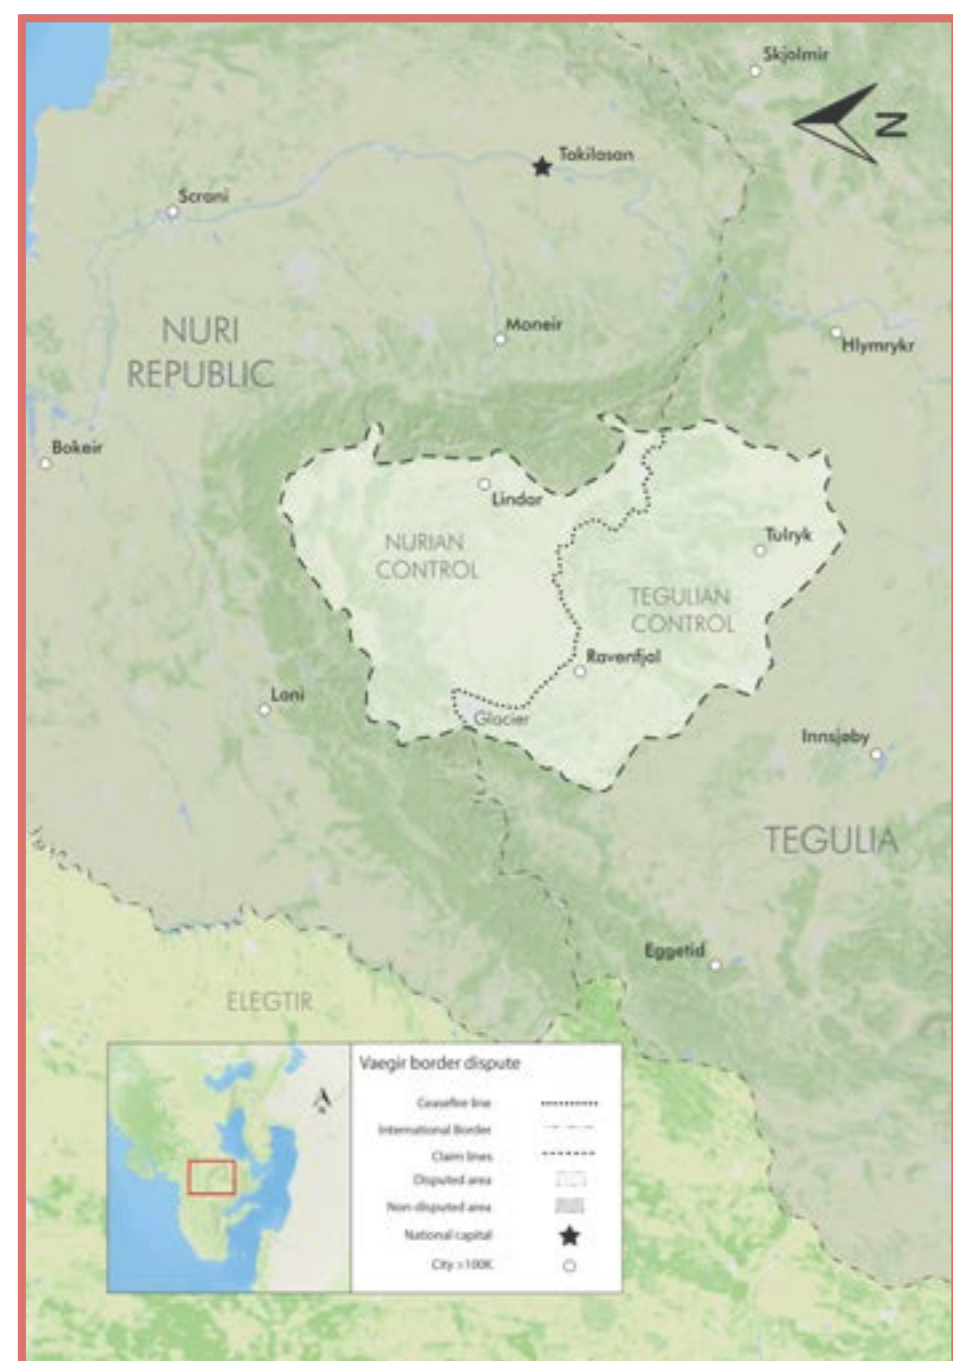 Skjolmir
N
Takilasan
Scrani
NURI
REPUBLIC
Moneir
Hlymrykr
Bokeir
Lindar
NURIAN
CONTROL
Tulryk
TEGULIAN
CONTROL
Ravenfjal
Loni
Glacier
Innsjøby
TEGULIA
Eggetid
ELEGTIR
Vaegir border dispute
Ceasefire line
International Border
Claim lines
Disputed area
Non-disputed area
National capital
City >100K